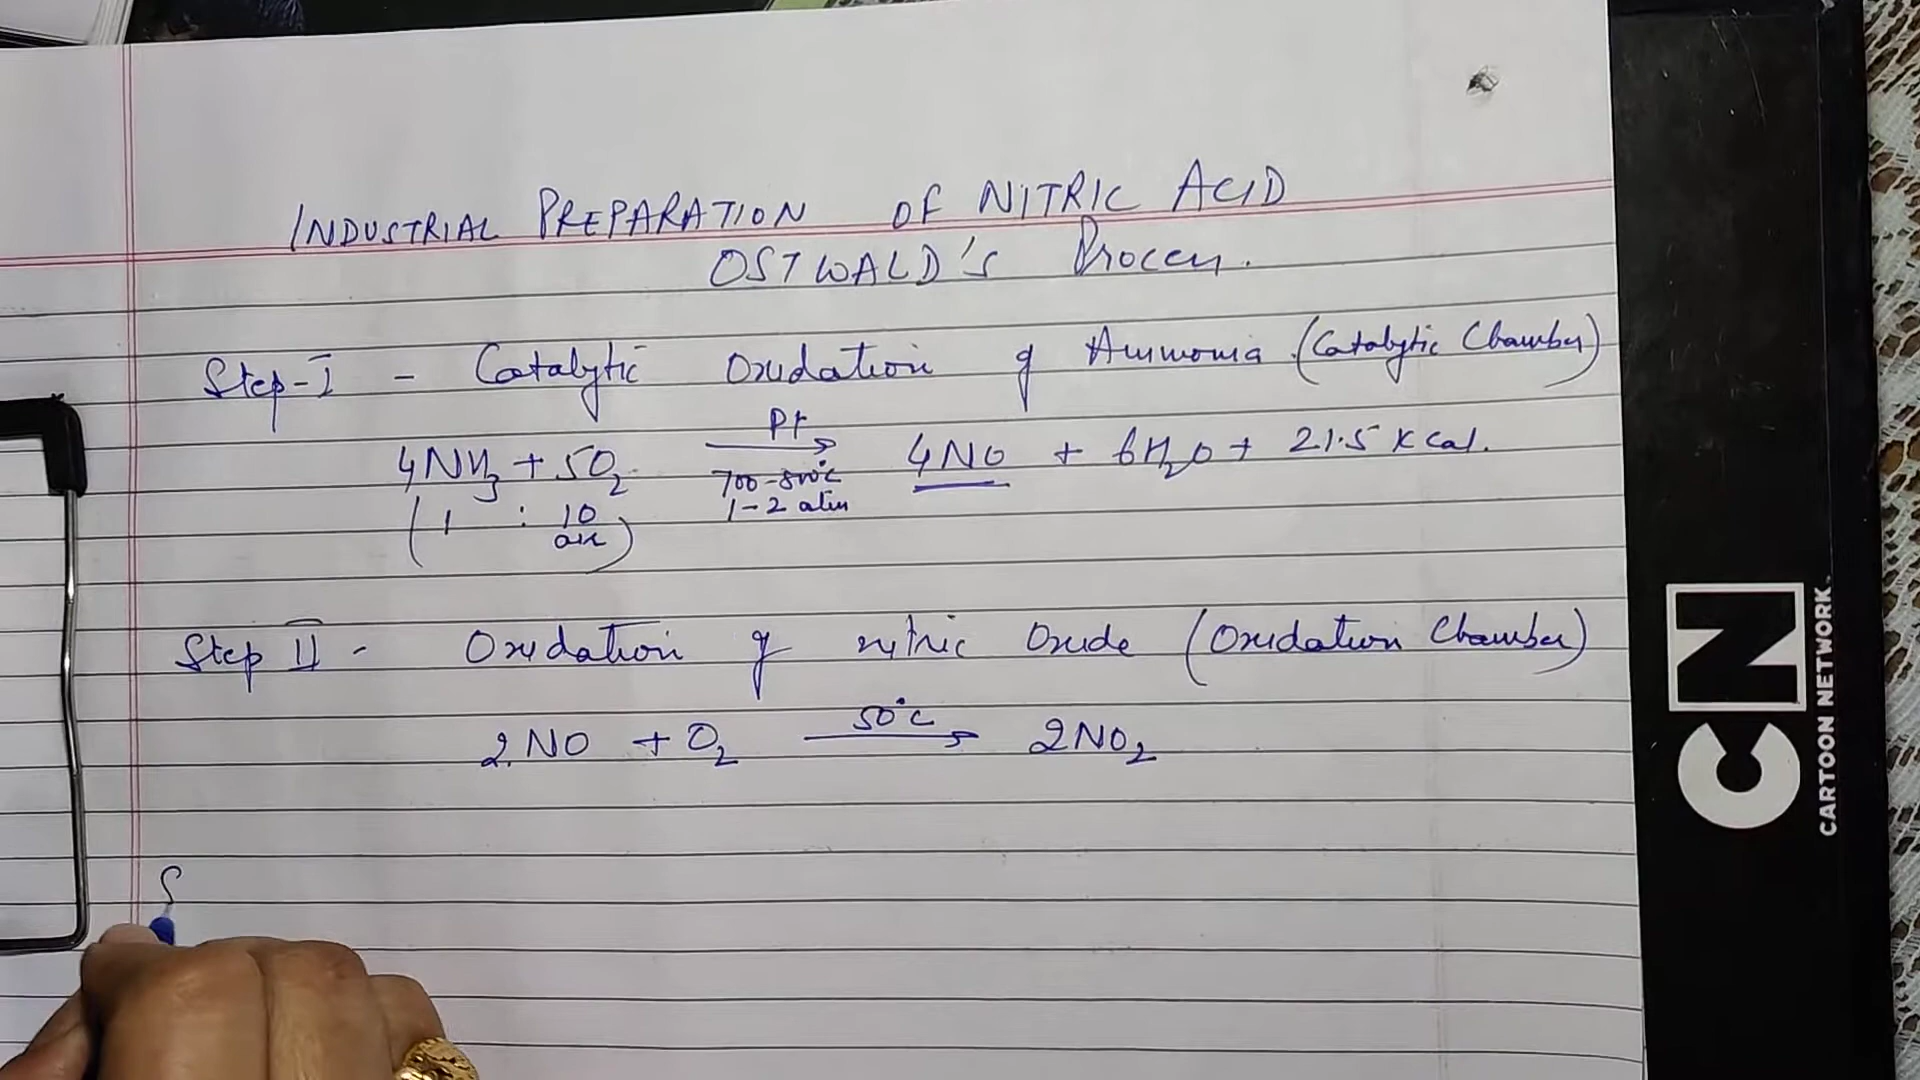 INDUSTRIAL PREPARATION OF NITRIC ACID
OSTWALD'S Process.
Step-I - Catalytic Oxidation of Ammonia (Catalytic Chamber)
4NH₃ + 5O₂ Pt 700-800°C 1-2 atm → 4NO + 6H₂O + 21.5 K Cal.
(1 : 10 air)
Step II - Oxidation of nitric Oxide (Oxidation Chamber)
2NO + O₂ 50°C → 2NO₂
S
CN
CARTOON NETWORK.